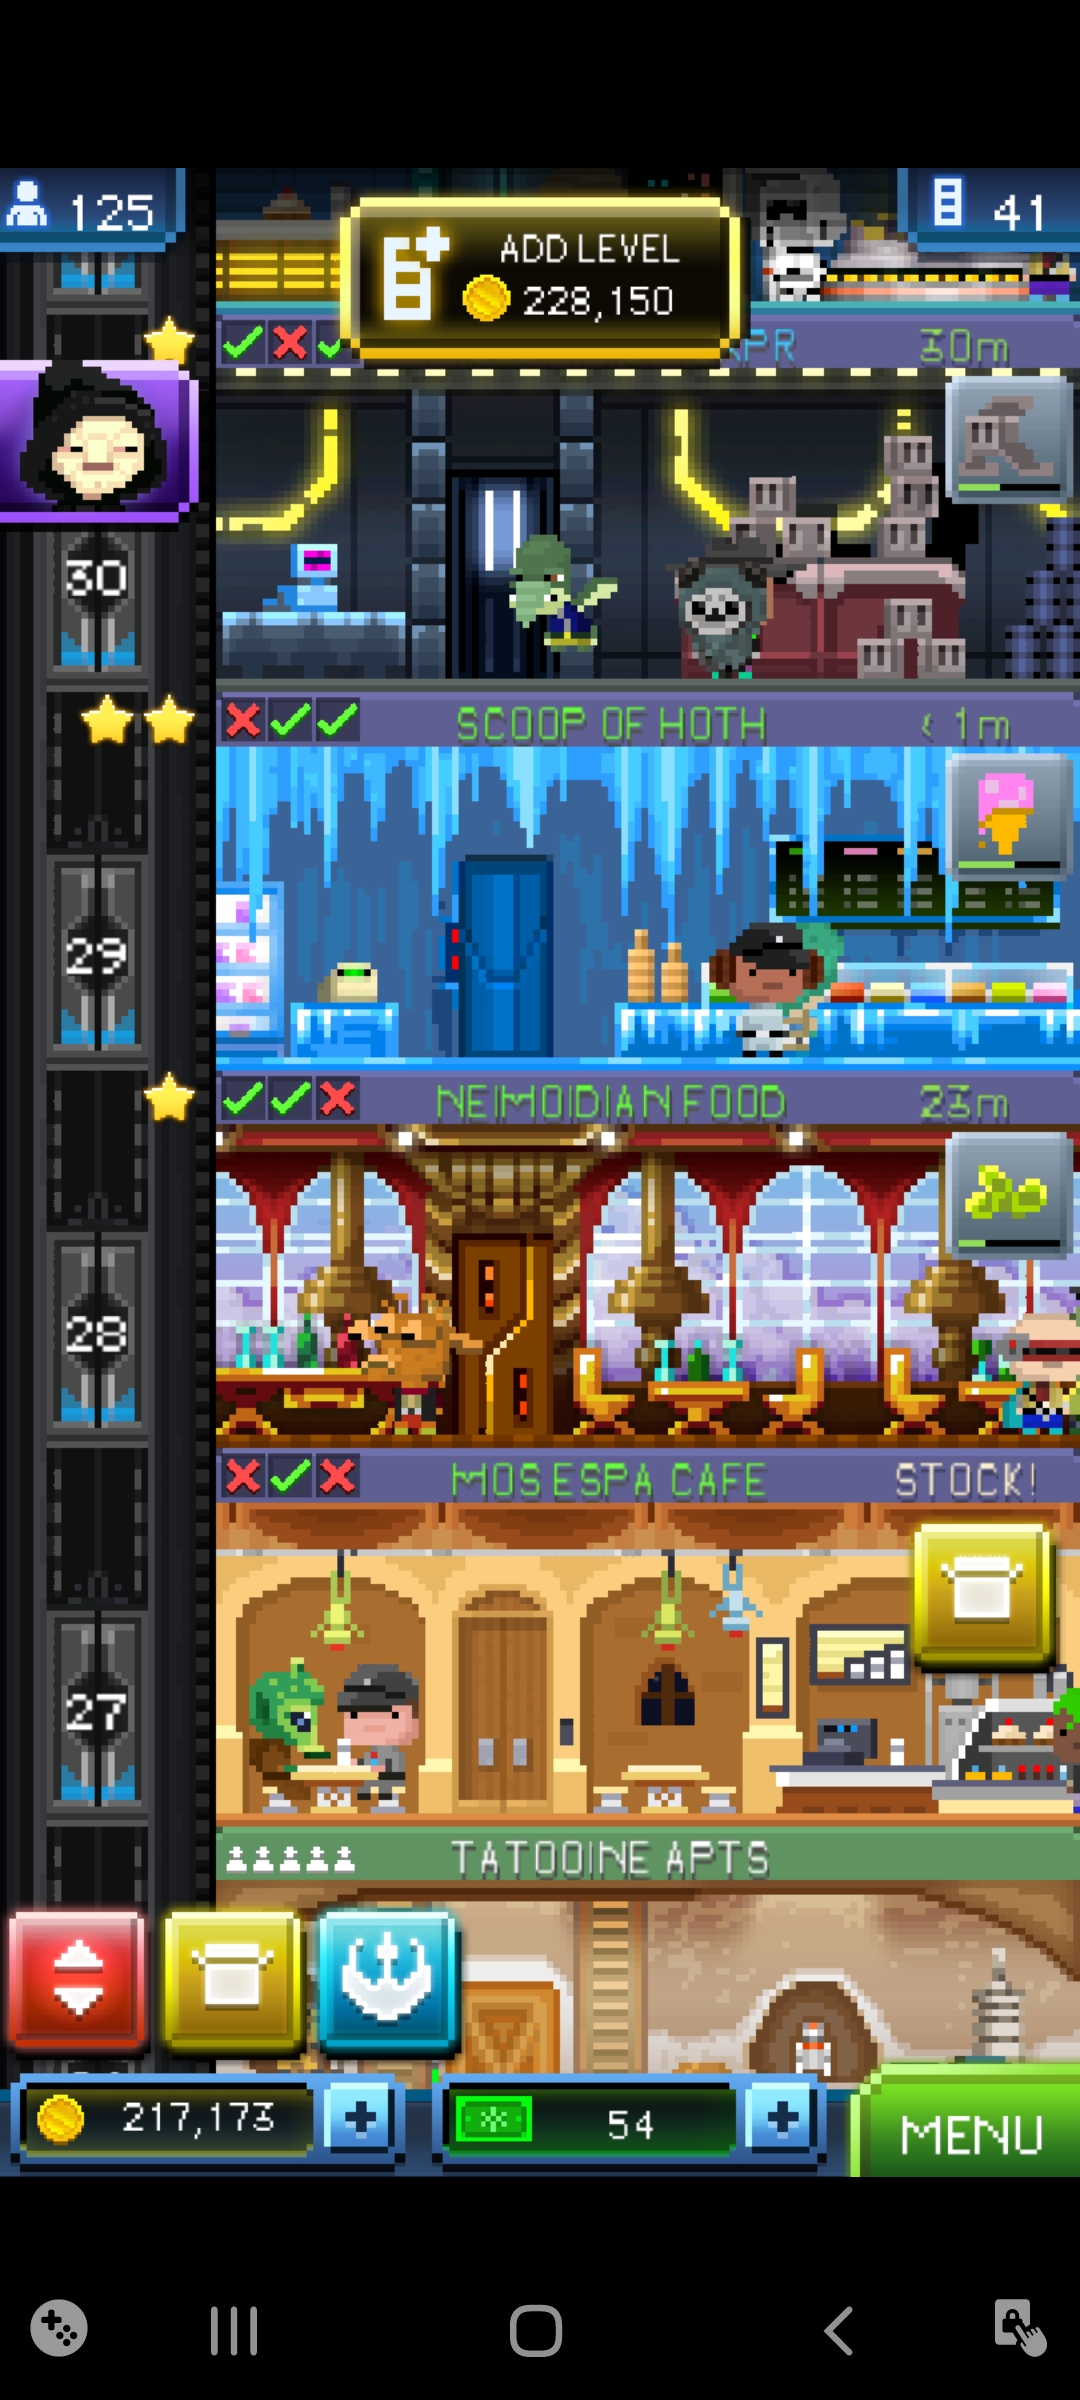 125
ADD LEVEL
228,150
41
30m
30
SCOOP OF HOTH
< 1m
29
NEIMOIDIAN FOOD
23m
28
MOS ESPA CAFE
STOCK!
27
TATOOINE APTS
217,173
54
MENU